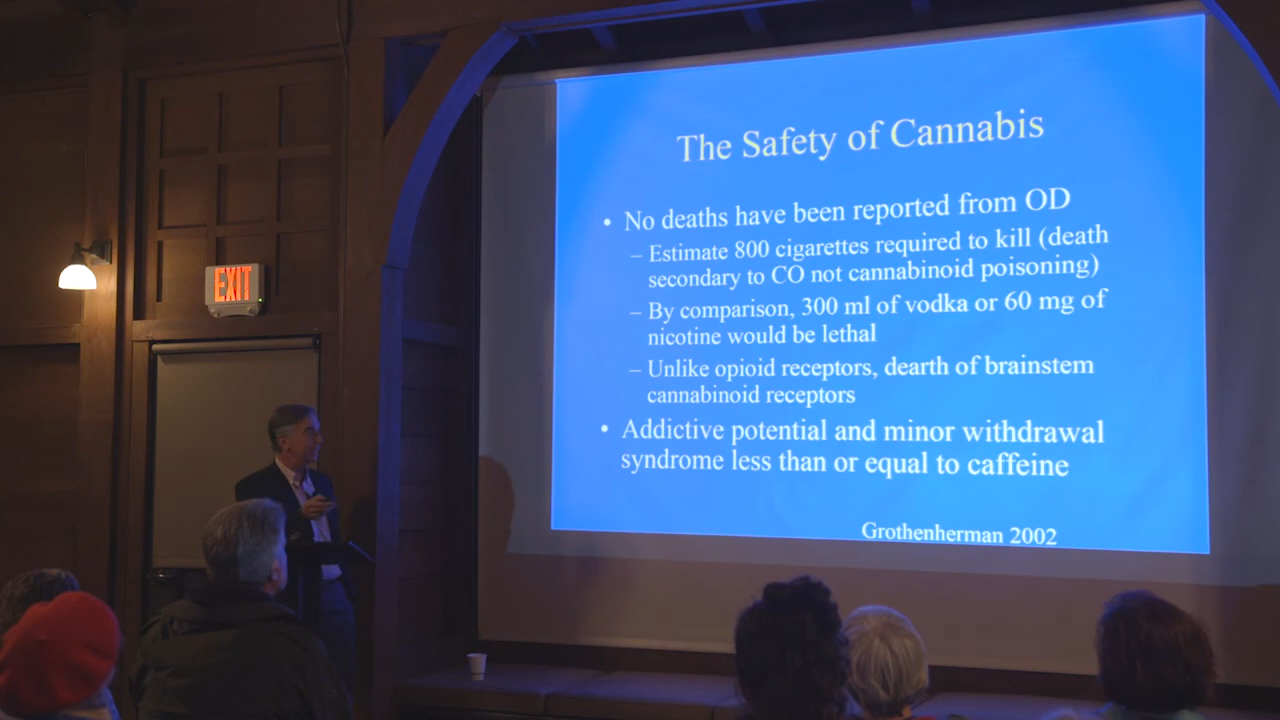 EXIT
The Safety of Cannabis
• No deaths have been reported from OD
– Estimate 800 cigarettes required to kill (death
secondary to CO not cannabinoid poisoning)
– By comparison, 300 ml of vodka or 60 mg of
nicotine would be lethal
– Unlike opioid receptors, dearth of brainstem
cannabinoid receptors
• Addictive potential and minor withdrawal
syndrome less than or equal to caffeine
Grothenherman 2002